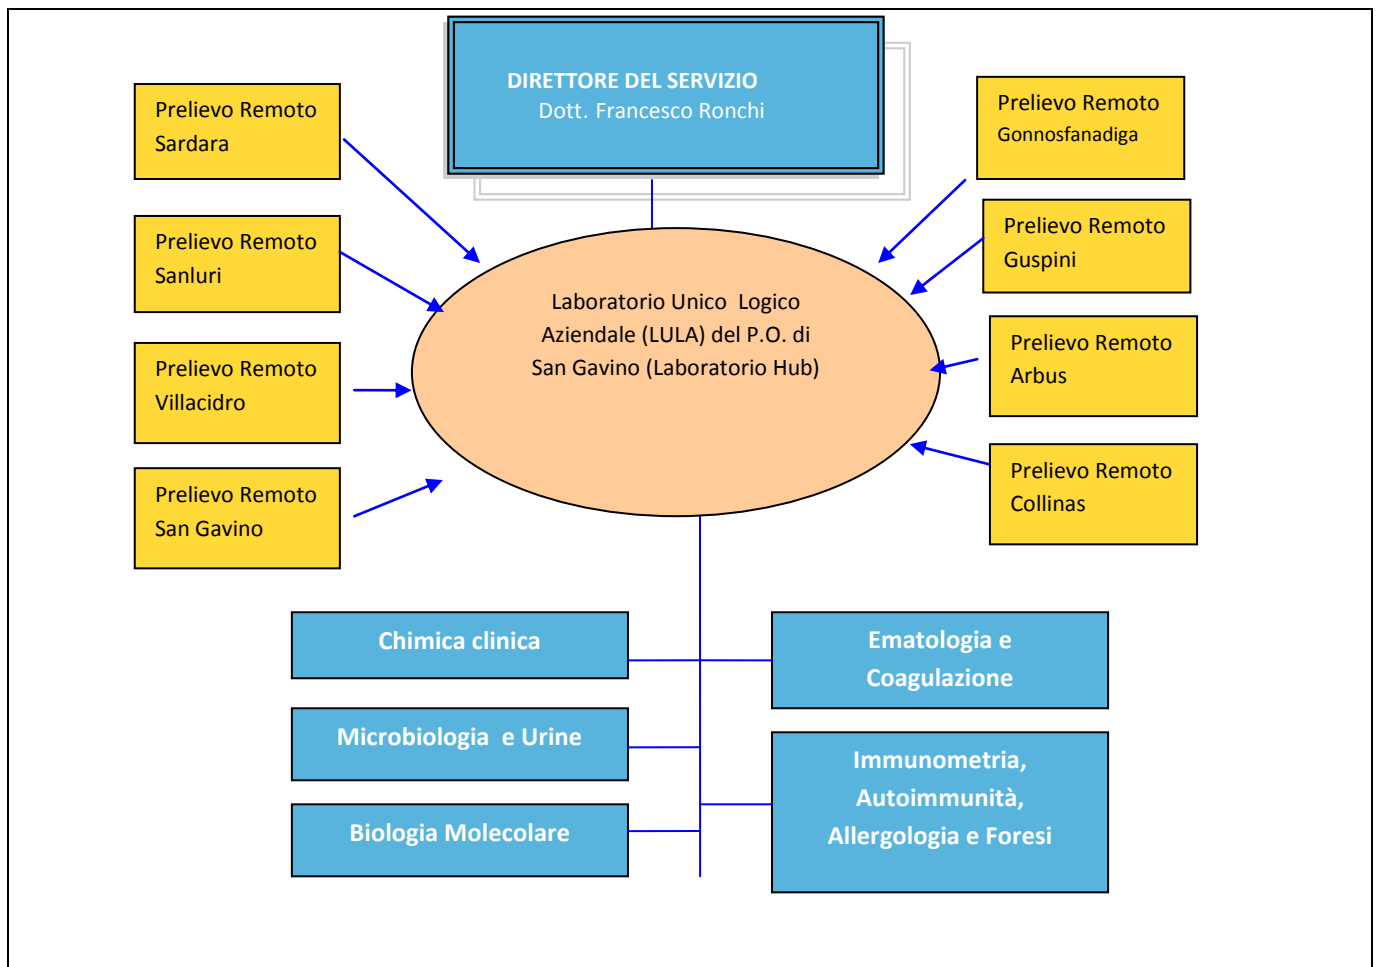 DIRETTORE DEL SERVIZIO
Dott. Francesco Ronchi
Prelievo Remoto
Sardara
Prelievo Remoto
Sanluri
Prelievo Remoto
Villacidro
Prelievo Remoto
San Gavino
Laboratorio Unico Logico
Aziendale (LULA) del P.O. di
San Gavino (Laboratorio Hub)
Prelievo Remoto
Gonnosfanadiga
Prelievo Remoto
Guspini
Prelievo Remoto
Arbus
Prelievo Remoto
Collinas
Chimica clinica
Microbiologia e Urine
Biologia Molecolare
Ematologia e
Coagulazione
Immunometria,
Autoimmunità,
Allergologia e Foresi